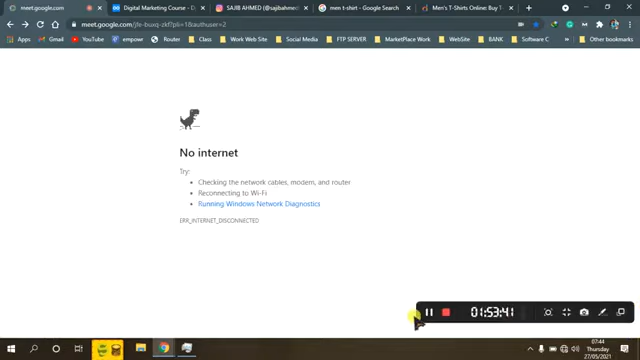 meet.google.com
Digital Marketing Course - D
SAJIB AHMED (@sajibahmed
men t-shirt - Google Search
Men's T-Shirts Online: Buy T
meet.google.com/jfe-buxq-zkf?pli=1&authuser=2
Apps
Gmail
YouTube
empowr
Router
Class
Work Web Site
Social Media
FTP SERVER
MarketPlace Work
WebSite
BANK
Software C
»
Other bookmarks
No internet
Try:
• Checking the network cables, modem, and router
• Reconnecting to Wi-Fi
• Running Windows Network Diagnostics
ERR_INTERNET_DISCONNECTED
01:53:41
07:44
Thursday
27/05/2021